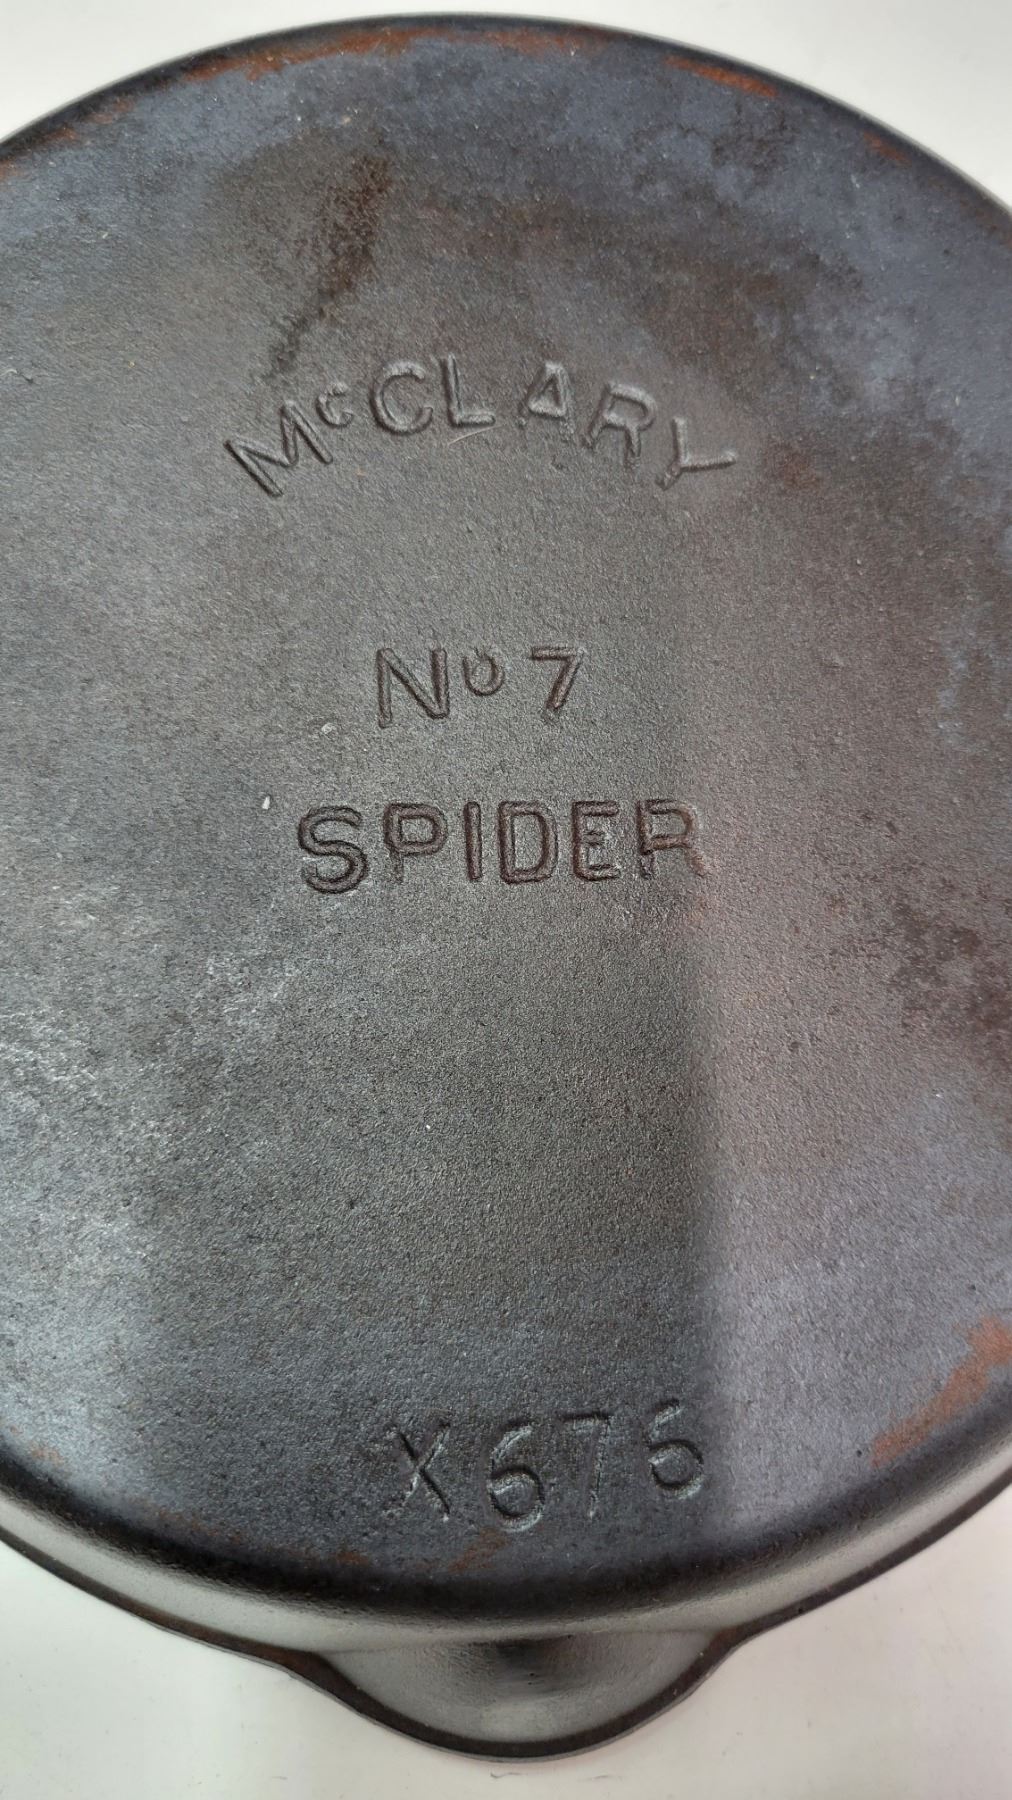 McCLARY
No 7
SPIDER
X676